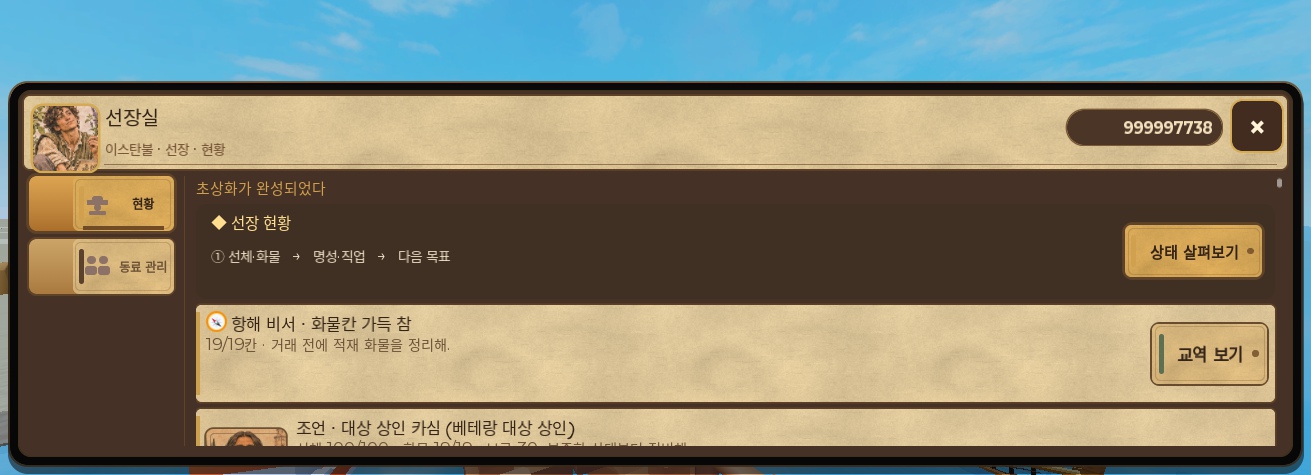 선장실
이스탄불 · 선장 · 현황
999997738
×
현황
동료 관리
초상화가 완성되었다
◆ 선장 현황
① 선체·화물 → 명성·직업 → 다음 목표
상태 살펴보기
항해 비서 · 화물칸 가득 참
19/19칸 · 거래 전에 적재 화물을 정리해.
교역 보기
조언 · 대상 상인 카심 (베테랑 대상 상인)